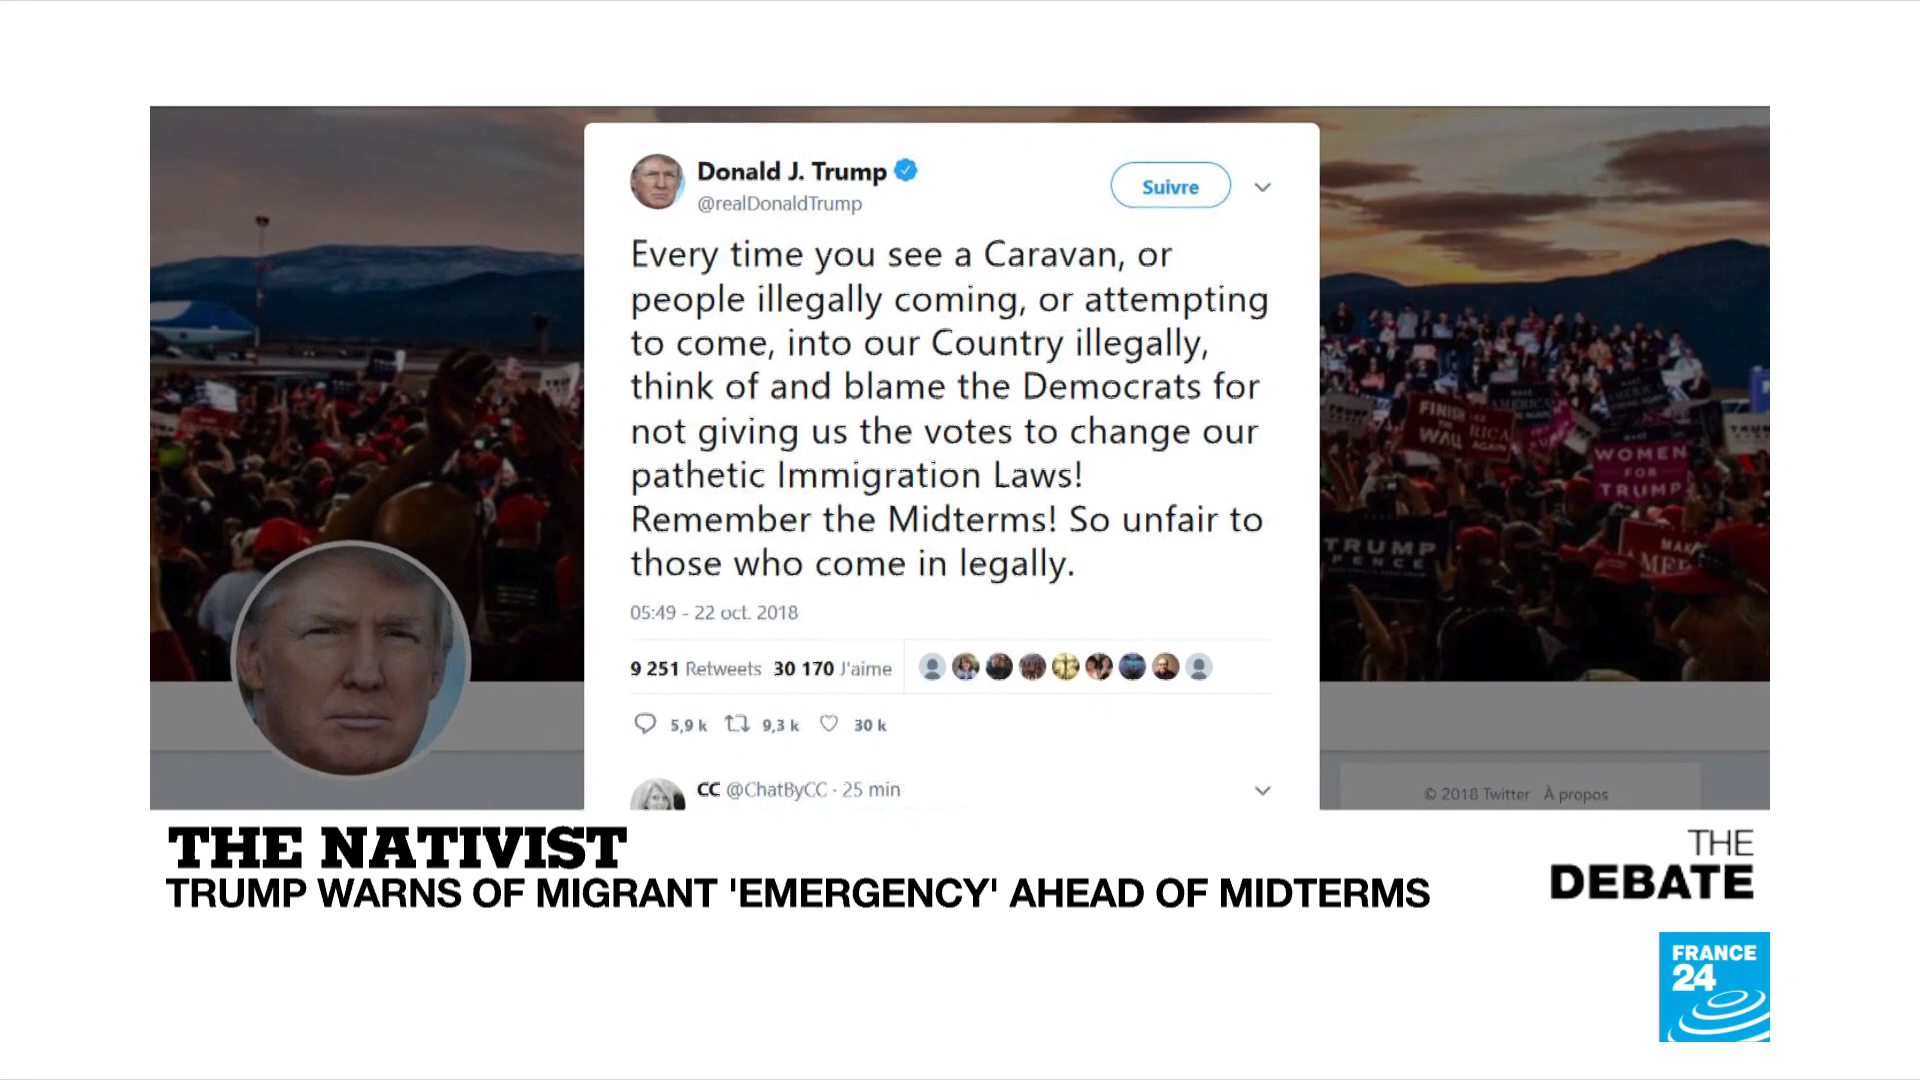 Donald J. Trump
@realDonaldTrump
Suivre
Every time you see a Caravan, or
people illegally coming, or attempting
to come, into our Country illegally,
think of and blame the Democrats for
not giving us the votes to change our
pathetic Immigration Laws!
Remember the Midterms! So unfair to
those who come in legally.
05:49 - 22 oct. 2018
9 251 Retweets 30 170 J'aime
5,9 k 9,3 k 30 k
CC @ChatByCC · 25 min
FINISH
THE
WALL
WOMEN
FOR
TRUMP
TRUMP
PENCE
© 2018 Twitter À propos
THE NATIVIST
TRUMP WARNS OF MIGRANT 'EMERGENCY' AHEAD OF MIDTERMS
THE
DEBATE
FRANCE
24